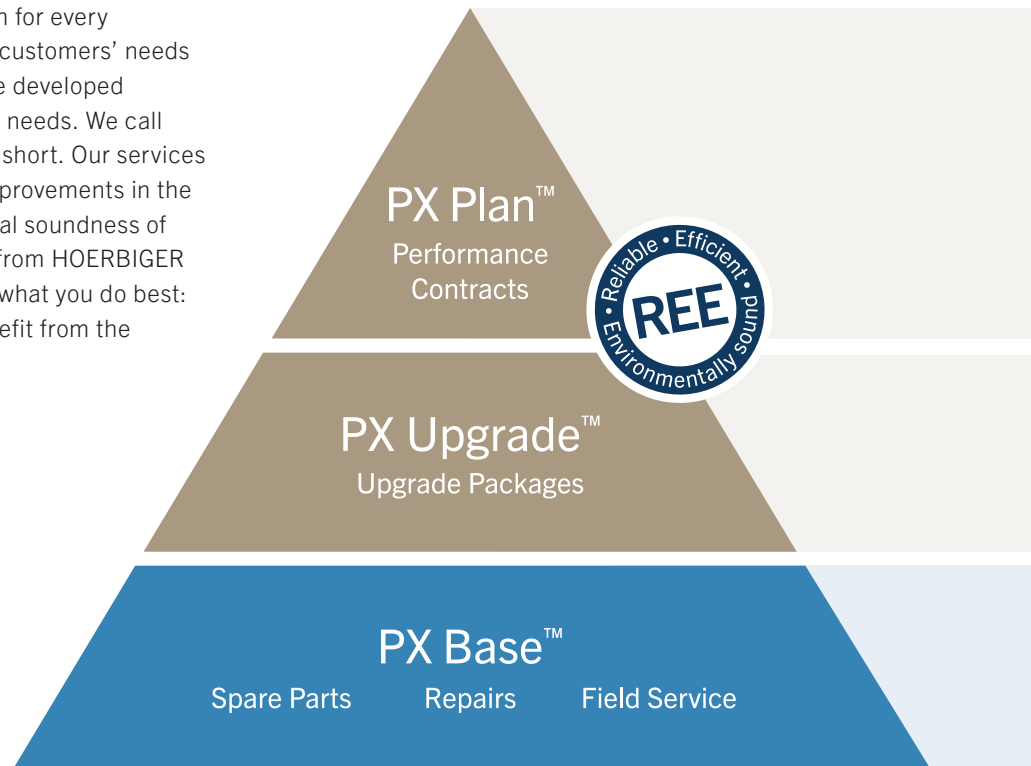 for every
customers’ needs
developed
needs. We call
short. Our services
provements in the
al soundness of
from HOERBIGER
what you do best:
efit from the
PX Plan™
Performance
Contracts
• Reliable • Efficient •
REE
Environmentally sound
PX Upgrade™
Upgrade Packages
PX Base™
Spare Parts Repairs Field Service